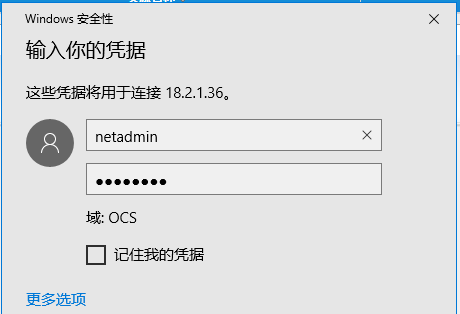 Windows 安全性
输入你的凭据
这些凭据将用于连接 18.2.1.36。
netadmin
●●●●●●●●
域: OCS
记住我的凭据
更多选项